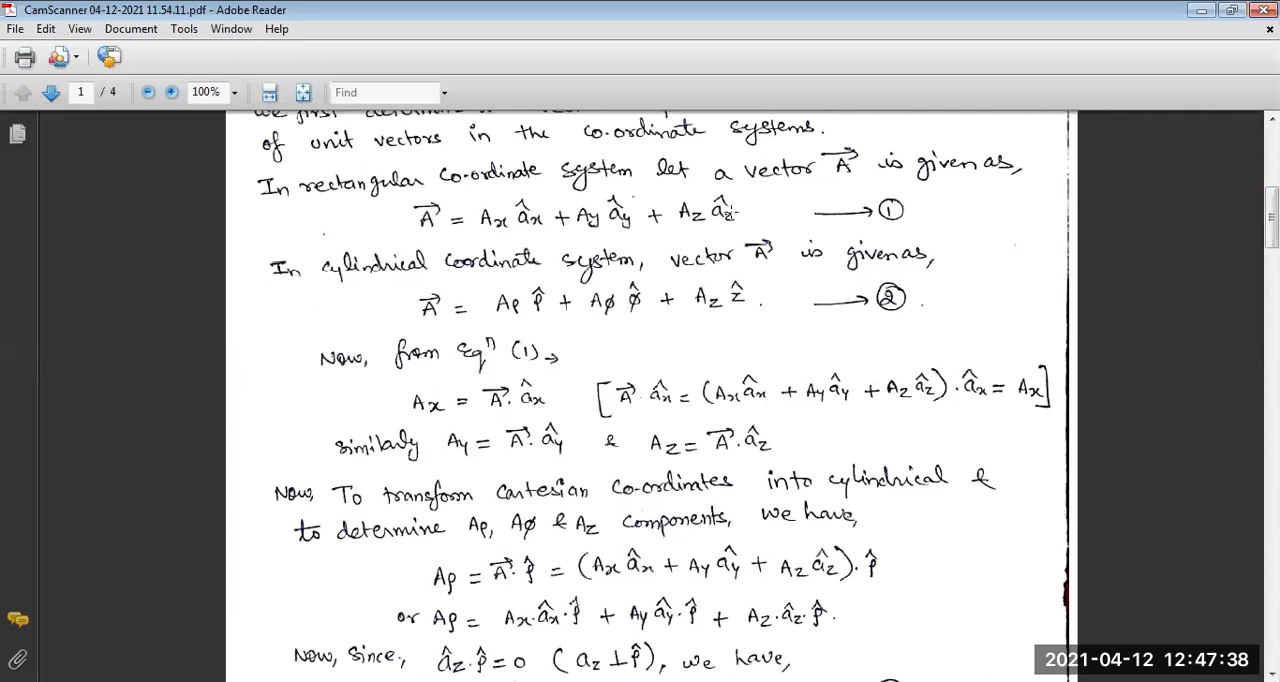 CamScanner 04-12-2021 11.54.11.pdf - Adobe Reader
File Edit View Document Tools Window Help
1 / 4 100% Find
of unit vectors in the co-ordinate systems.
In rectangular co-ordinate system let a vector A⃗ is given as,
A⃗ = Ax âx + Ay ây + Az âz ⟶ ①
In cylindrical coordinate system, vector A⃗ is given as,
A⃗ = Aρ ρ̂ + Aϕ ϕ̂ + Az ẑ . ⟶ ② .
Now, from Eqⁿ (1) →
Ax = A⃗. âx [A⃗. âx = (Ax âx + Ay ây + Az âz) . âx = Ax]
similarly Ay = A⃗. ây & Az = A⃗. âz
Now, To transform Cartesian co-ordinates into cylindrical &
to determine Aρ, Aϕ & Az components, we have,
Aρ = A⃗. ρ̂ = (Ax âx + Ay ây + Az âz) . ρ̂
or Aρ = Ax. âx. ρ̂ + Ay ây. ρ̂ + Az. âz. ρ̂.
Now, since, âz. ρ̂ = 0 (az ⊥ ρ̂), we have,
2021-04-12 12:47:38